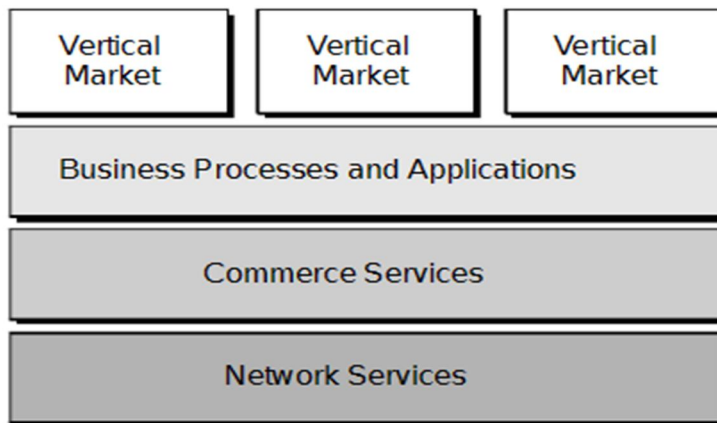 Vertical
Market
Vertical
Market
Vertical
Market
Business Processes and Applications
Commerce Services
Network Services